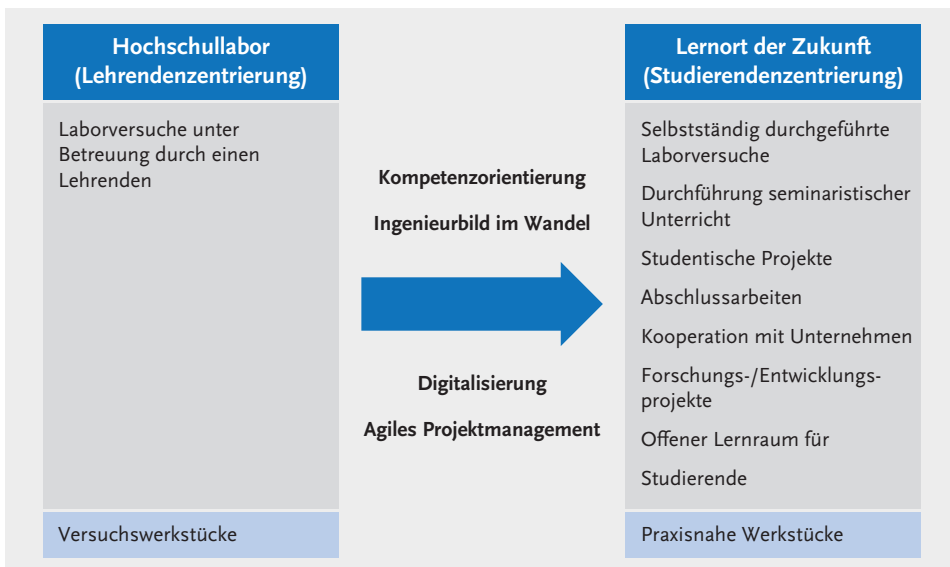 Hochschullabor
(Lehrendenzentrierung)
Laborversuche unter
Betreuung durch einen
Lehrenden
Versuchswerkstücke
Kompetenzorientierung
Ingenieurbild im Wandel
Digitalisierung
Agiles Projektmanagement
Lernort der Zukunft
(Studierendenzentrierung)
Selbstständig durchgeführte
Laborversuche
Durchführung seminaristischer
Unterricht
Studentische Projekte
Abschlussarbeiten
Kooperation mit Unternehmen
Forschungs-/Entwicklungs-
projekte
Offener Lernraum für
Studierende
Praxisnahe Werkstücke